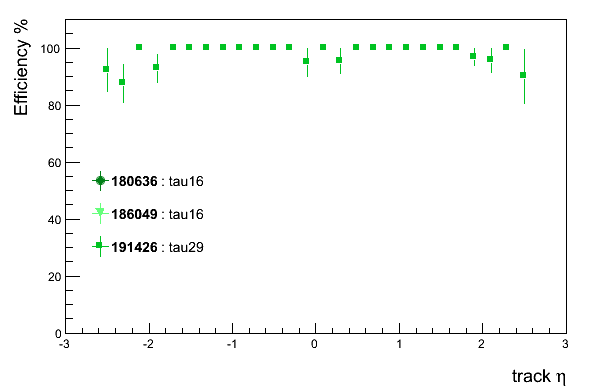 Efficiency %
100
80
60
40
20
0
180636 : tau16
186049 : tau16
191426 : tau29
-3 -2 -1 0 1 2 3
track η